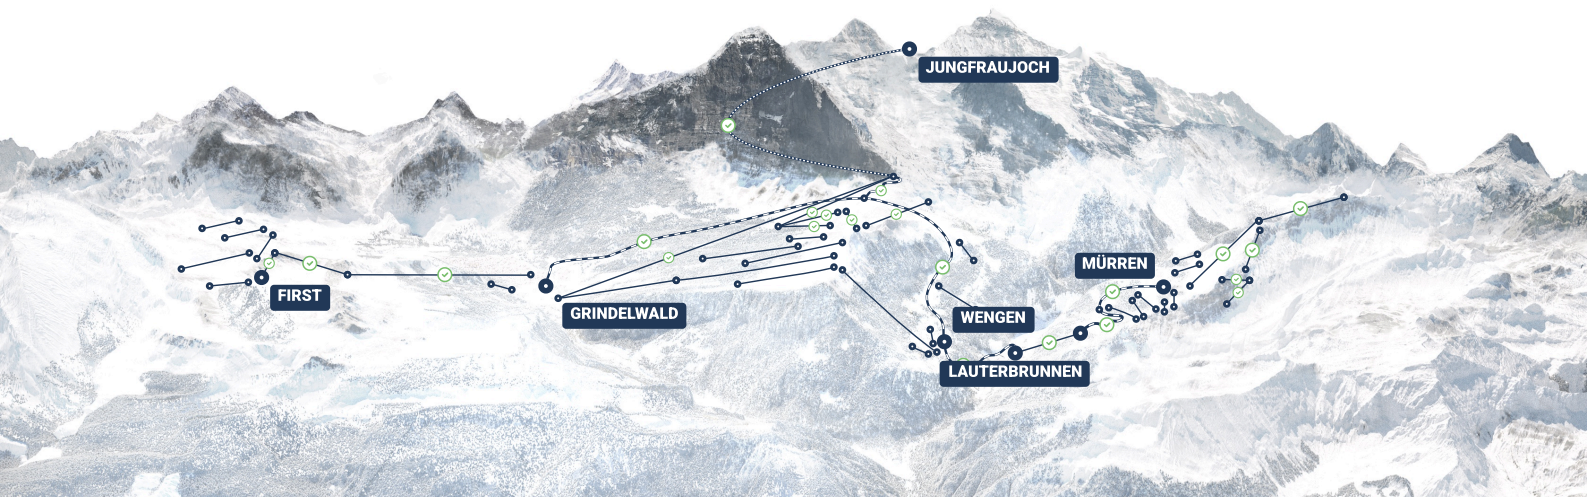 JUNGFRAUJOCH
MÜRREN
FIRST
GRINDELWALD
WENGEN
LAUTERBRUNNEN